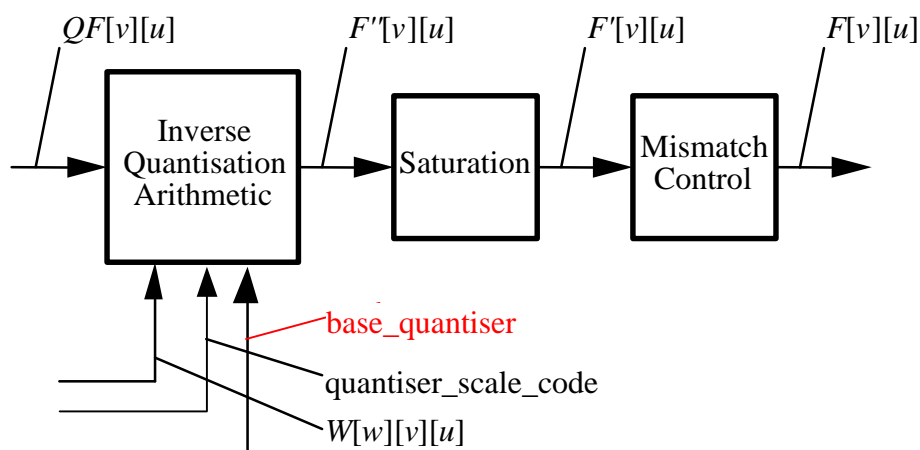 QF[v][u]
F''[v][u]
F'[v][u]
F[v][u]
Inverse
Quantisation
Arithmetic
Saturation
Mismatch
Control
base_quantiser
quantiser_scale_code
W[w][v][u]